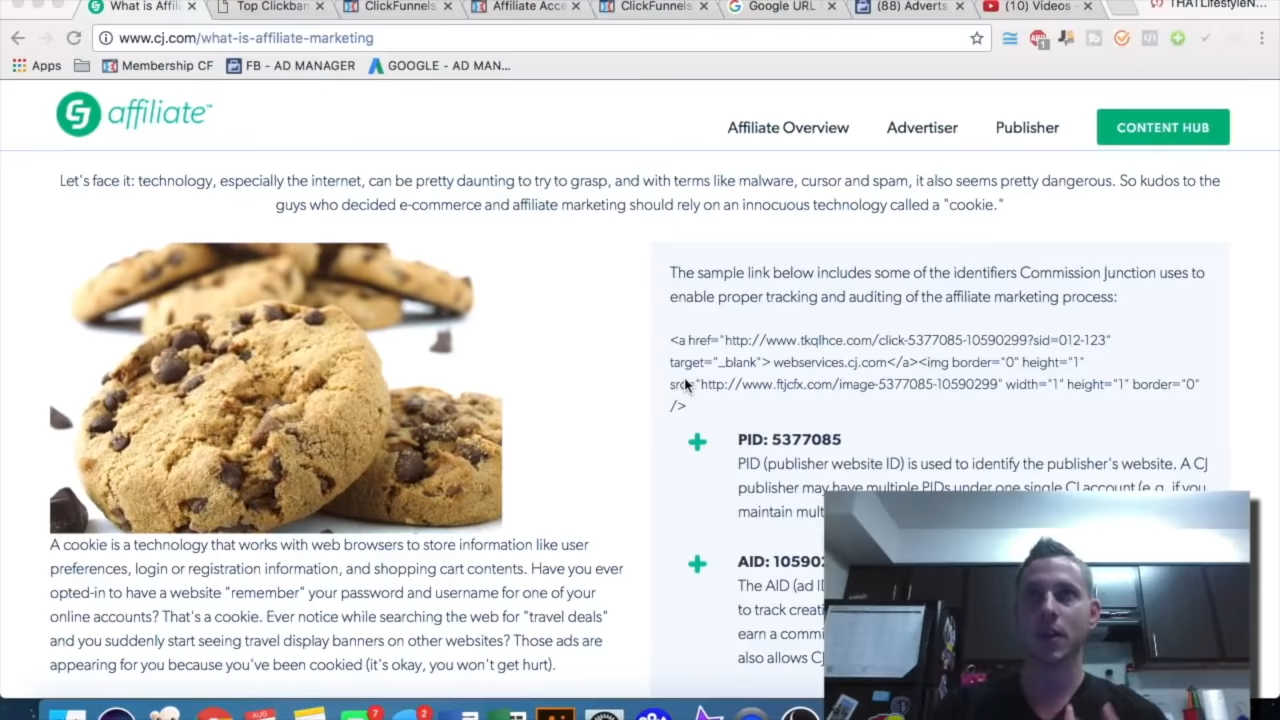 What is Affili
Top Clickban
ClickFunnels
Affiliate Acce
ClickFunnels
Google URL
(88) Adverts
(10) Videos -
THATLifestyleN...
www.cj.com/what-is-affiliate-marketing
1
Apps
Membership CF
FB - AD MANAGER
GOOGLE - AD MAN...
affiliate™
Affiliate Overview
Advertiser
Publisher
CONTENT HUB
Let's face it: technology, especially the internet, can be pretty daunting to try to grasp, and with terms like malware, cursor and spam, it also seems pretty dangerous. So kudos to the
guys who decided e-commerce and affiliate marketing should rely on an innocuous technology called a "cookie."
A cookie is a technology that works with web browsers to store information like user
preferences, login or registration information, and shopping cart contents. Have you ever
opted-in to have a website "remember" your password and username for one of your
online accounts? That's a cookie. Ever notice while searching the web for "travel deals"
and you suddenly start seeing travel display banners on other websites? Those ads are
appearing for you because you've been cookied (it's okay, you won't get hurt).
The sample link below includes some of the identifiers Commission Junction uses to
enable proper tracking and auditing of the affiliate marketing process:
<a href="http://www.tkqlhce.com/click-5377085-10590299?sid=012-123"
target="_blank"> webservices.cj.com</a><img border="0" height="1"
src="http://www.ftjcfx.com/image-5377085-10590299" width="1" height="1" border="0"
/>
PID: 5377085
PID (publisher website ID) is used to identify the publisher's website. A CJ
publisher may have multiple PIDs under one single CJ account (e.g. if you
maintain mult
AID: 10590
The AID (ad I
to track creati
earn a commi
also allows CJ
AUG
7
2